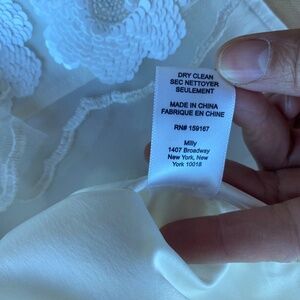 DRY CLEAN
SEC NETTOYER
SEULEMENT
MADE IN CHINA
FABRIQUE EN CHINE
RN# 159167
Milly
1407 Broadway
New York, New
York 10018